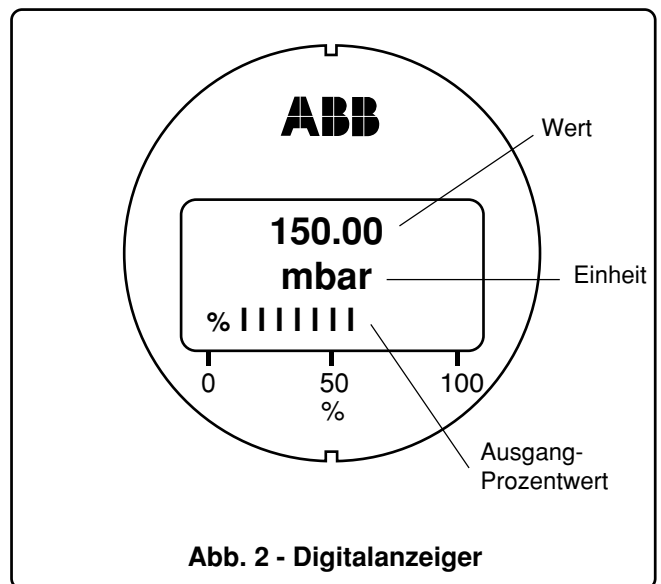 ABB
Wert
150.00
mbar
Einheit
% I I I I I I I
0 50 100
%
Ausgang-
Prozentwert
Abb. 2 - Digitalanzeiger